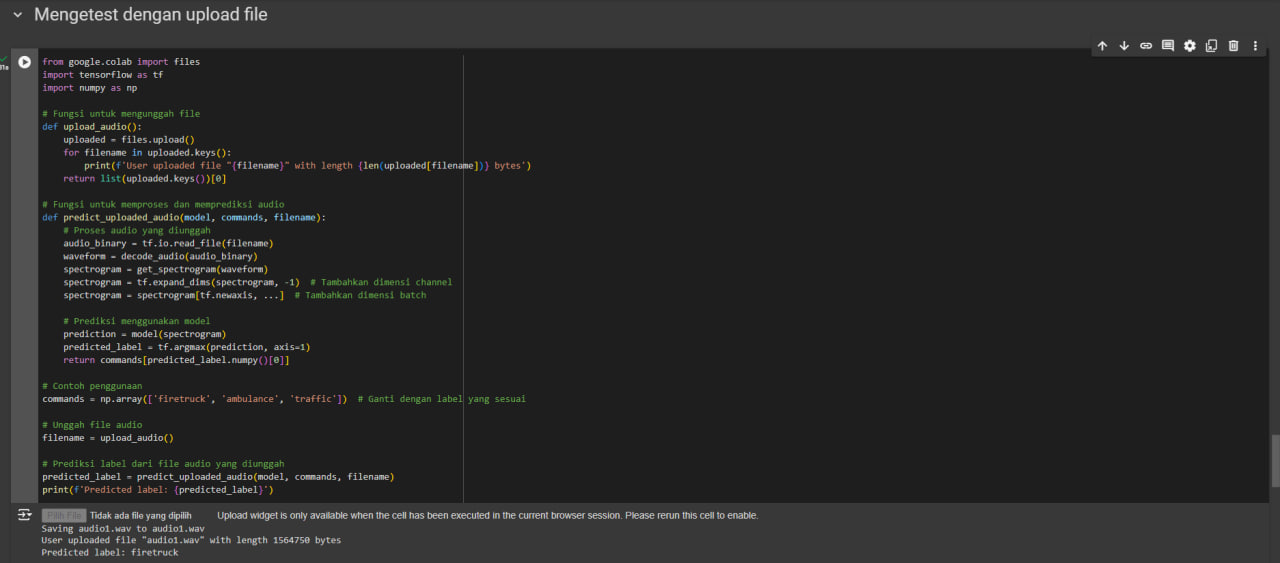 Mengetest dengan upload file
from google.colab import files
import tensorflow as tf
import numpy as np
# Fungsi untuk mengunggah file
def upload_audio():
    uploaded = files.upload()
    for filename in uploaded.keys():
        print(f'User uploaded file "{filename}" with length {len(uploaded[filename])} bytes')
    return list(uploaded.keys())[0]
# Fungsi untuk memproses dan memprediksi audio
def predict_uploaded_audio(model, commands, filename):
    # Proses audio yang diunggah
    audio_binary = tf.io.read_file(filename)
    waveform = decode_audio(audio_binary)
    spectrogram = get_spectrogram(waveform)
    spectrogram = tf.expand_dims(spectrogram, -1)  # Tambahkan dimensi channel
    spectrogram = spectrogram[tf.newaxis, ...]  # Tambahkan dimensi batch
    # Prediksi menggunakan model
    prediction = model(spectrogram)
    predicted_label = tf.argmax(prediction, axis=1)
    return commands[predicted_label.numpy()[0]]
# Contoh penggunaan
commands = np.array(['firetruck', 'ambulance', 'traffic'])  # Ganti dengan label yang sesuai
# Unggah file audio
filename = upload_audio()
# Prediksi label dari file audio yang diunggah
predicted_label = predict_uploaded_audio(model, commands, filename)
print(f'Predicted label: {predicted_label}')
Pilih File Tidak ada file yang dipilih Upload widget is only available when the cell has been executed in the current browser session. Please rerun this cell to enable.
Saving audio1.wav to audio1.wav
User uploaded file "audio1.wav" with length 1564750 bytes
Predicted label: firetruck